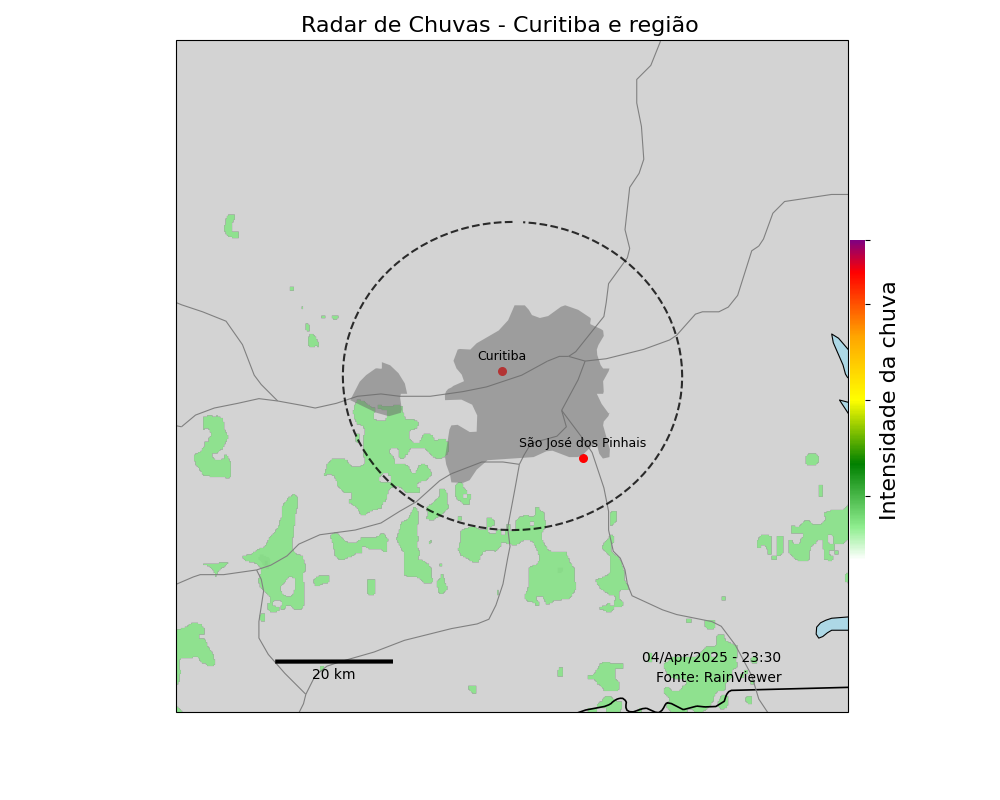 Radar de Chuvas - Curitiba e região
Curitiba
São José dos Pinhais
Intensidade da chuva
04/Apr/2025 - 23:30
Fonte: RainViewer
20 km